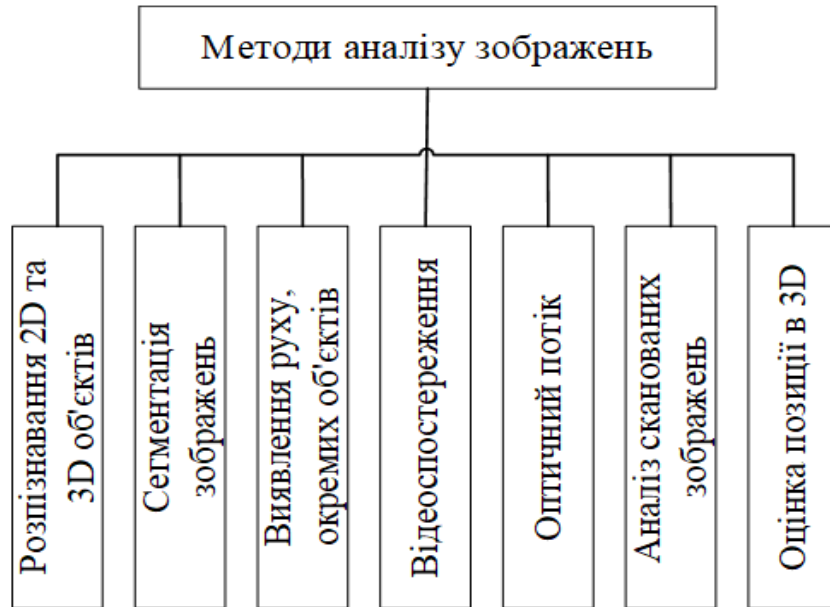 Методи аналізу зображень
Розпізнавання 2D та
3D об'єктів
Сегментація
зображень
Виявлення руху,
окремих об'єктів
Відеоспостереження
Оптичний потік
Аналіз сканованих
зображень
Оцінка позиції в 3D